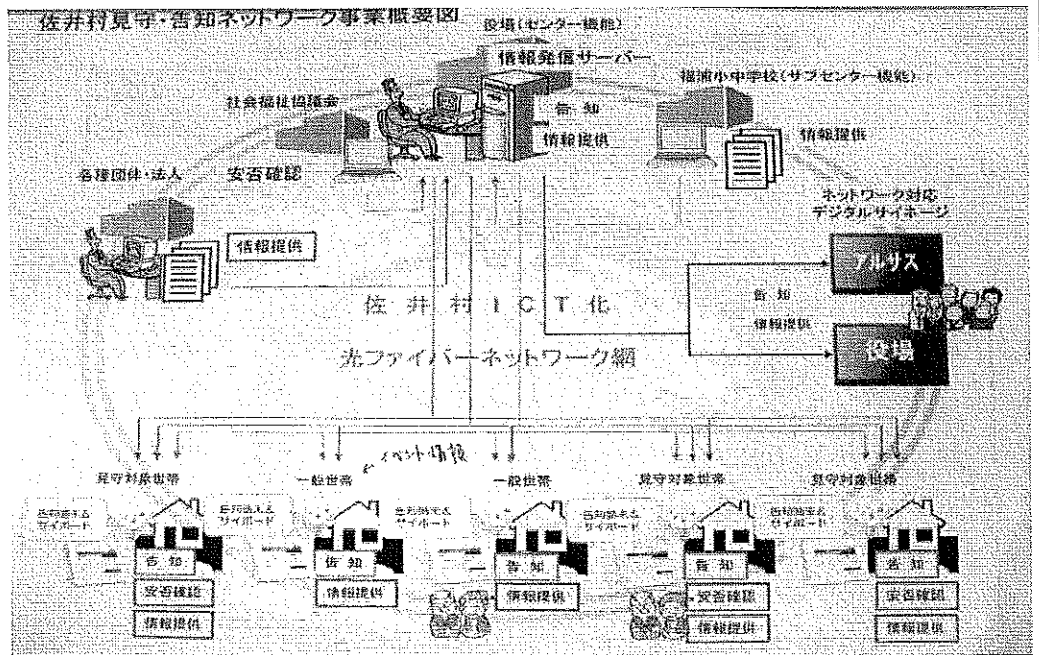 佐井村見守・告知ネットワーク事業概要図
役場(センター機能)
情報発信サーバー
福浦小中学校(サブセンター機能)
社会福祉協議会
告知
情報提供
情報提供
各種団体・法人
安否確認
ネットワーク対応
デジタルサイネージ
情報提供
アルサス
佐井村ICT化
告知
情報提供
役場
光ファイバーネットワーク網
イベント情報
見守対象世帯
一般世帯
一般世帯
見守対象世帯
見守対象世帯
告知 告知 告知 告知 告知
安否確認 情報提供 情報提供 安否確認 安否確認
情報提供 情報提供 情報提供